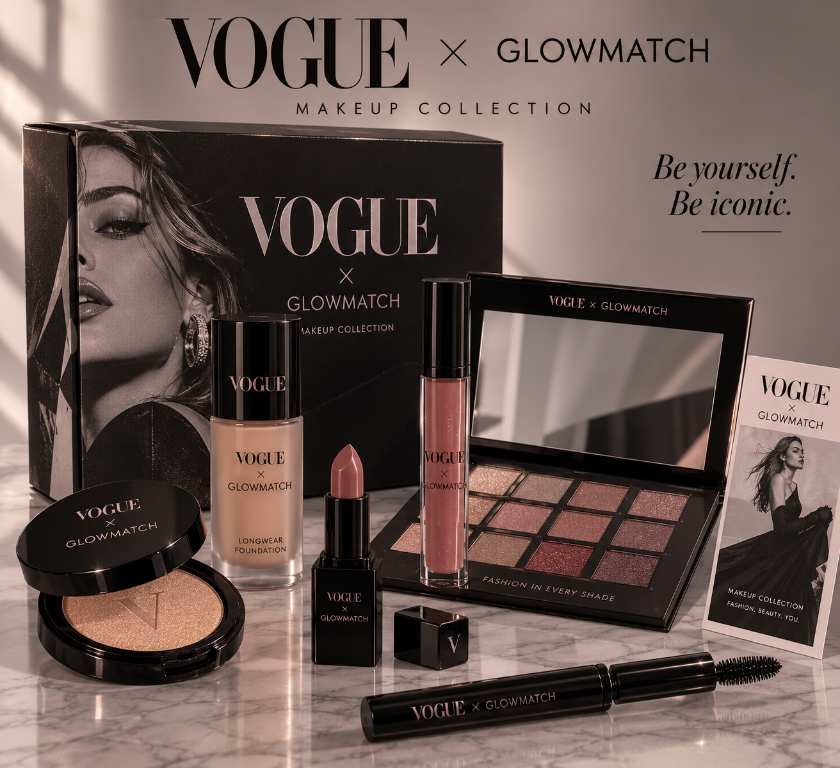 VOGUE × GLOWMATCH
MAKEUP COLLECTION
Be yourself.
Be iconic.
VOGUE
×
GLOWMATCH
MAKEUP COLLECTION
VOGUE × GLOWMATCH
FASHION IN EVERY SHADE
VOGUE
×
GLOWMATCH
MAKEUP COLLECTION
FASHION, BEAUTY, YOU.
VOGUE
VOGUE
×
GLOWMATCH
LONGWEAR
FOUNDATION
VOGUE
×
GLOWMATCH
VOGUE
×
GLOWMATCH
V
VOGUE
×
GLOWMATCH
V
VOGUE × GLOWMATCH